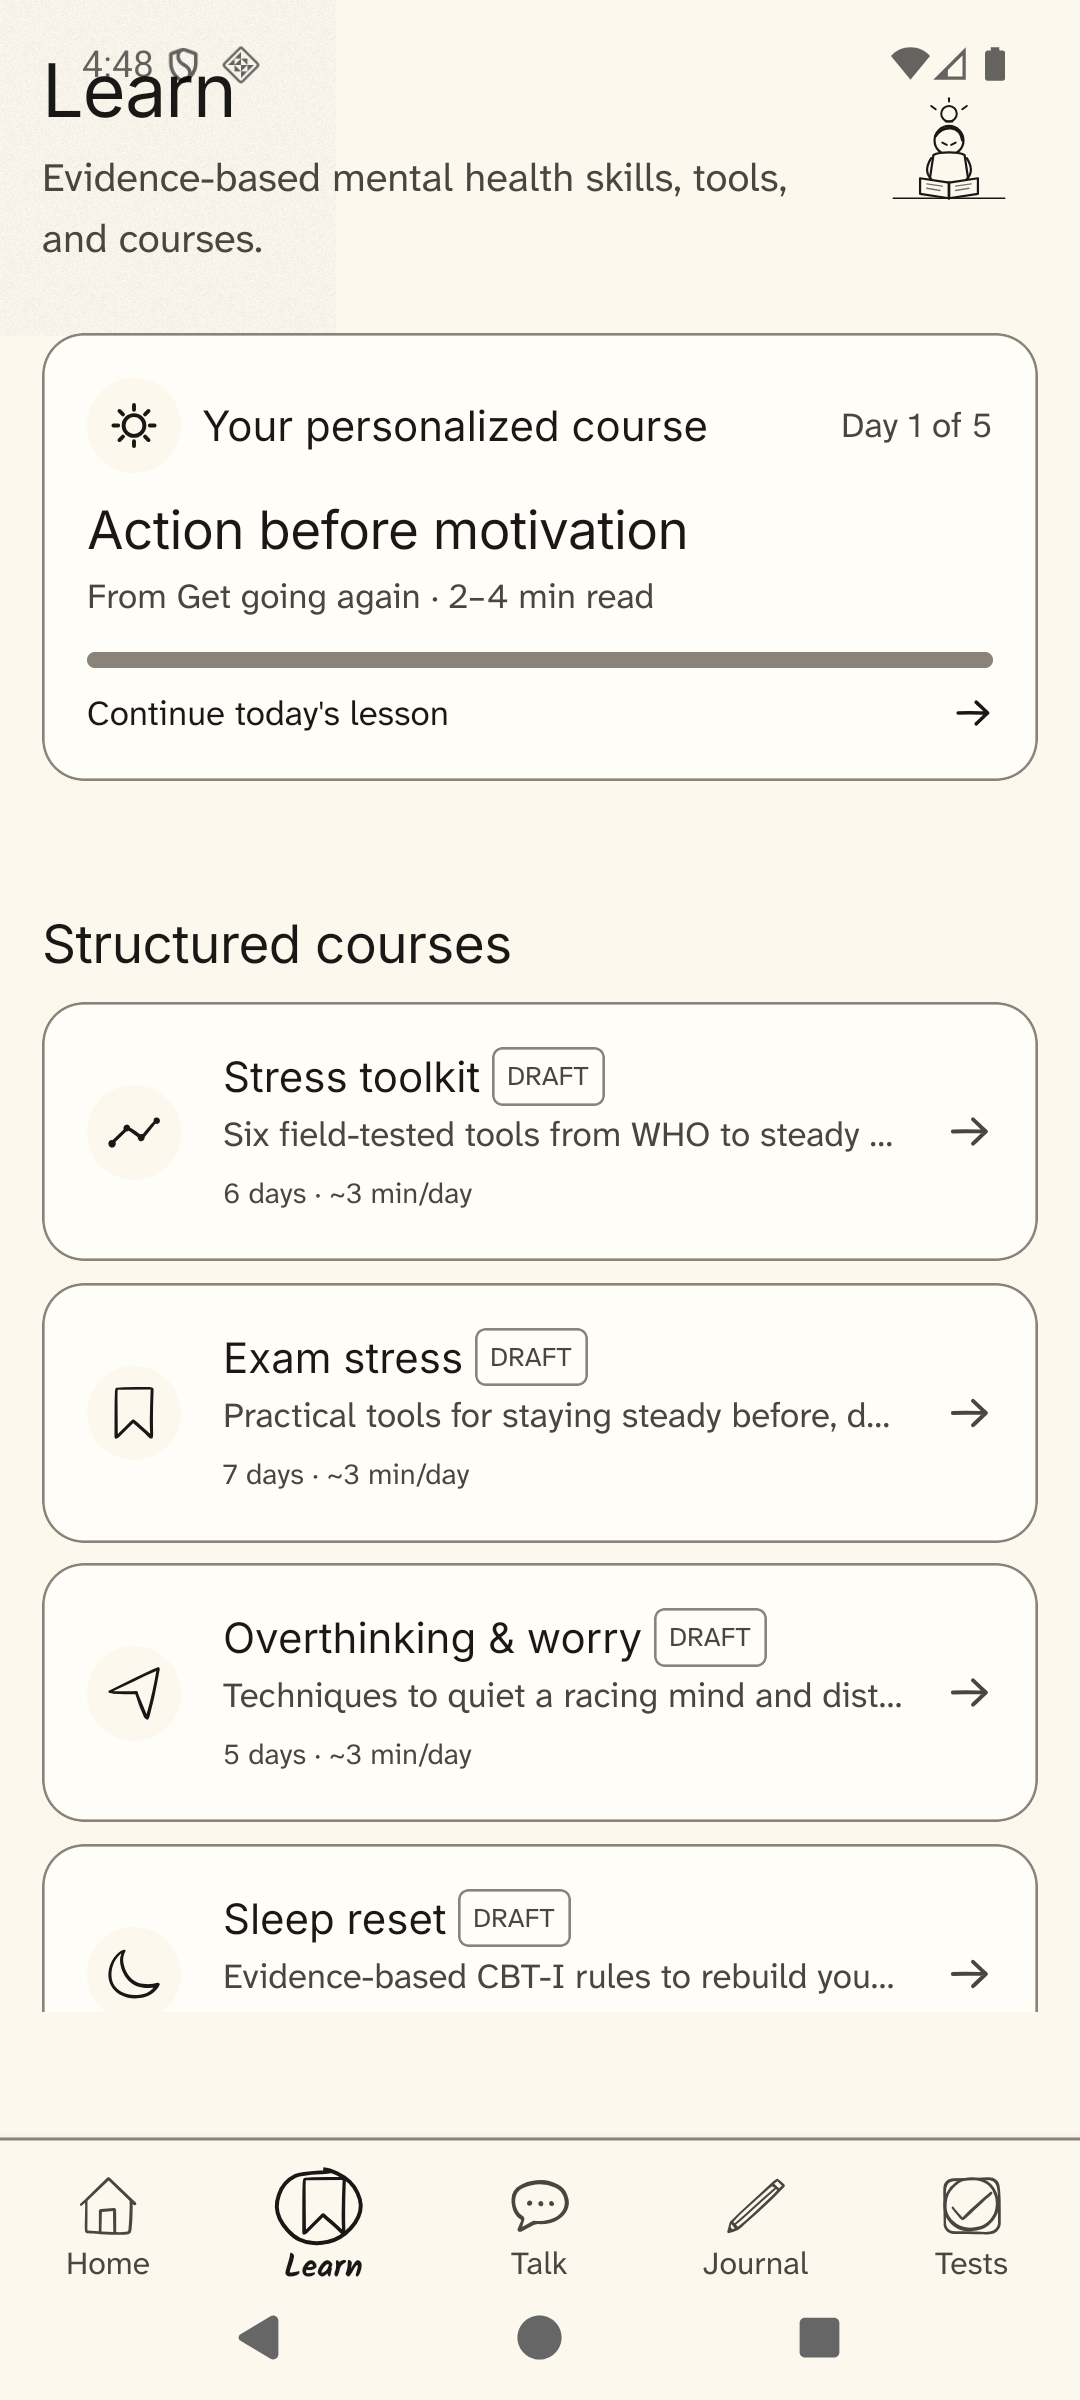 4:48
Learn
Evidence-based mental health skills, tools,
and courses.
Your personalized course
Day 1 of 5
Action before motivation
From Get going again · 2–4 min read
Continue today's lesson
Structured courses
Stress toolkit DRAFT
Six field-tested tools from WHO to steady ...
6 days · ~3 min/day
Exam stress DRAFT
Practical tools for staying steady before, d...
7 days · ~3 min/day
Overthinking & worry DRAFT
Techniques to quiet a racing mind and dist...
5 days · ~3 min/day
Sleep reset DRAFT
Evidence-based CBT-I rules to rebuild you...
Home
Learn
Talk
Journal
Tests